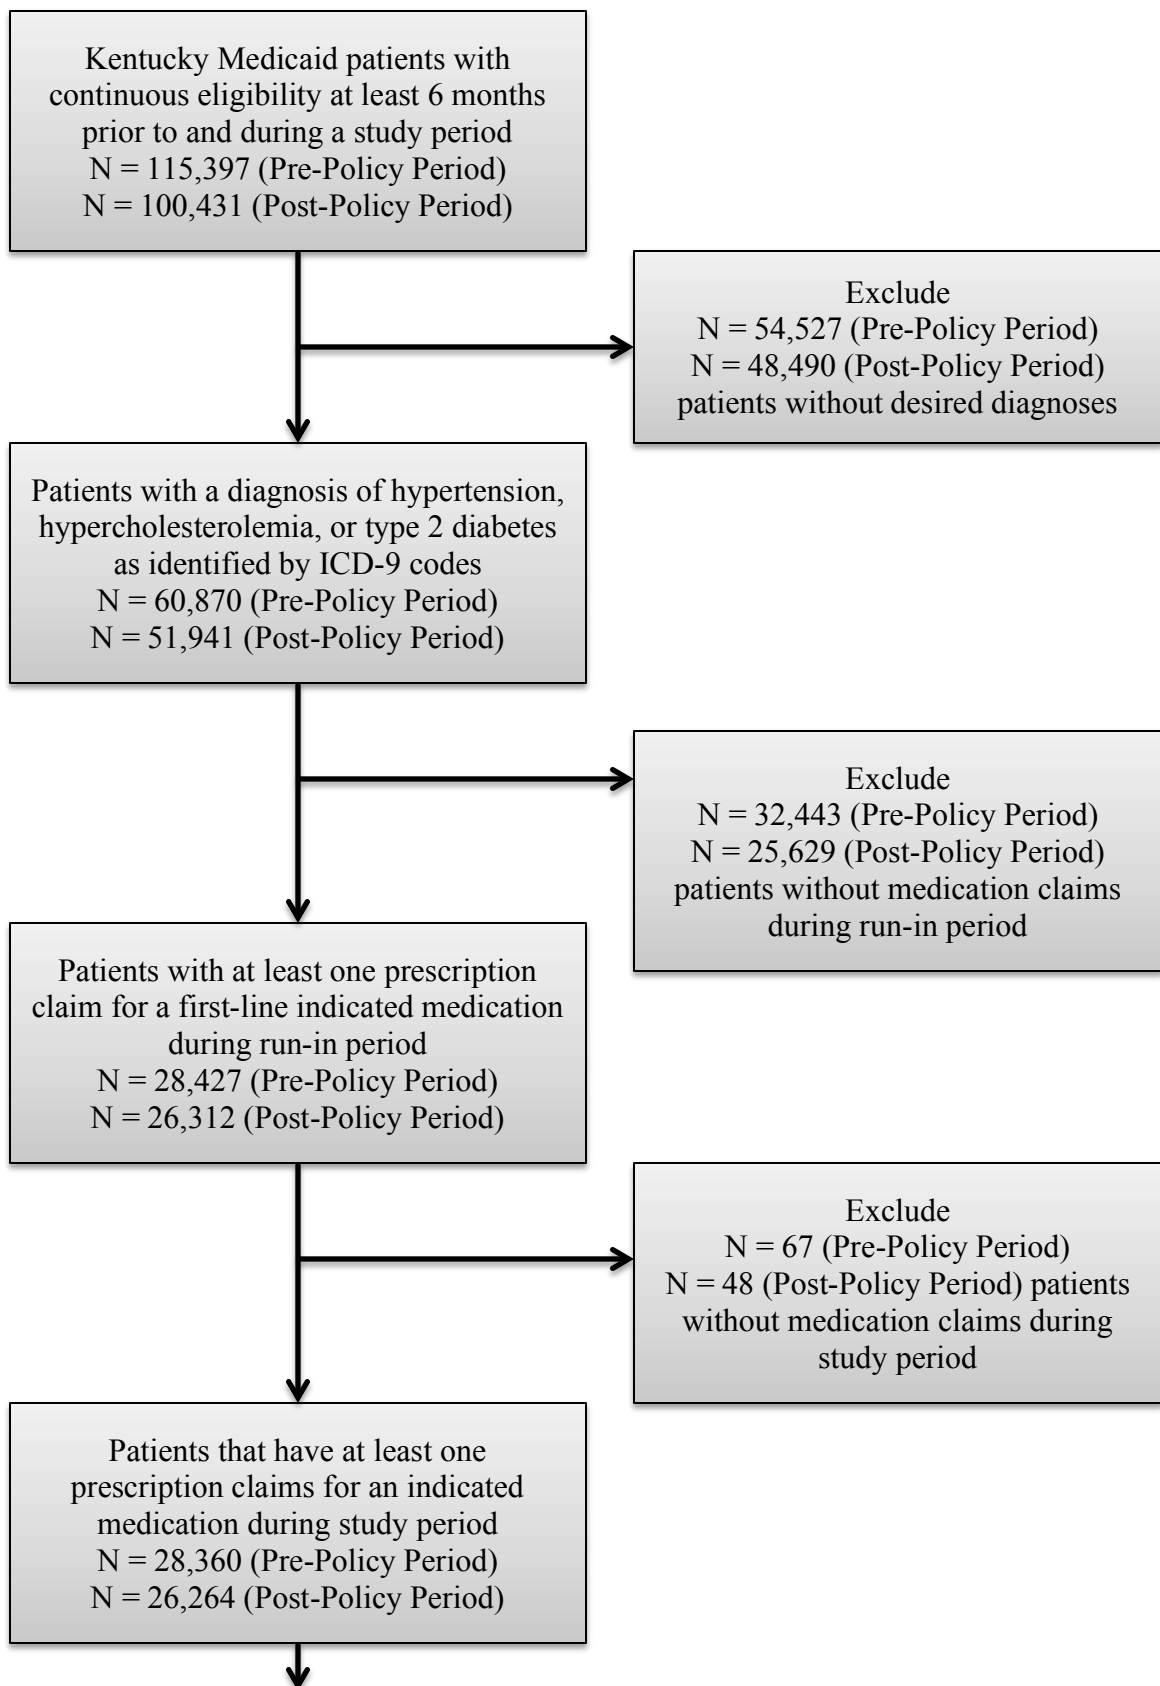 Kentucky Medicaid patients with
continuous eligibility at least 6 months
prior to and during a study period
N = 115,397 (Pre-Policy Period)
N = 100,431 (Post-Policy Period)
Exclude
N = 54,527 (Pre-Policy Period)
N = 48,490 (Post-Policy Period)
patients without desired diagnoses
Patients with a diagnosis of hypertension,
hypercholesterolemia, or type 2 diabetes
as identified by ICD-9 codes
N = 60,870 (Pre-Policy Period)
N = 51,941 (Post-Policy Period)
Exclude
N = 32,443 (Pre-Policy Period)
N = 25,629 (Post-Policy Period)
patients without medication claims
during run-in period
Patients with at least one prescription
claim for a first-line indicated medication
during run-in period
N = 28,427 (Pre-Policy Period)
N = 26,312 (Post-Policy Period)
Exclude
N = 67 (Pre-Policy Period)
N = 48 (Post-Policy Period) patients
without medication claims during
study period
Patients that have at least one
prescription claims for an indicated
medication during study period
N = 28,360 (Pre-Policy Period)
N = 26,264 (Post-Policy Period)